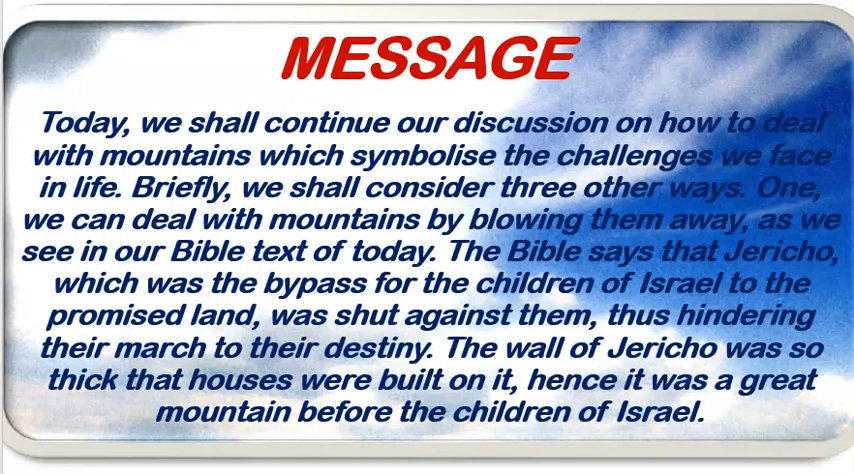 MESSAGE
Today, we shall continue our discussion on how to deal
with mountains which symbolise the challenges we face
in life. Briefly, we shall consider three other ways. One,
we can deal with mountains by blowing them away, as we
see in our Bible text of today. The Bible says that Jericho,
which was the bypass for the children of Israel to the
promised land, was shut against them, thus hindering
their march to their destiny. The wall of Jericho was so
thick that houses were built on it, hence it was a great
mountain before the children of Israel.